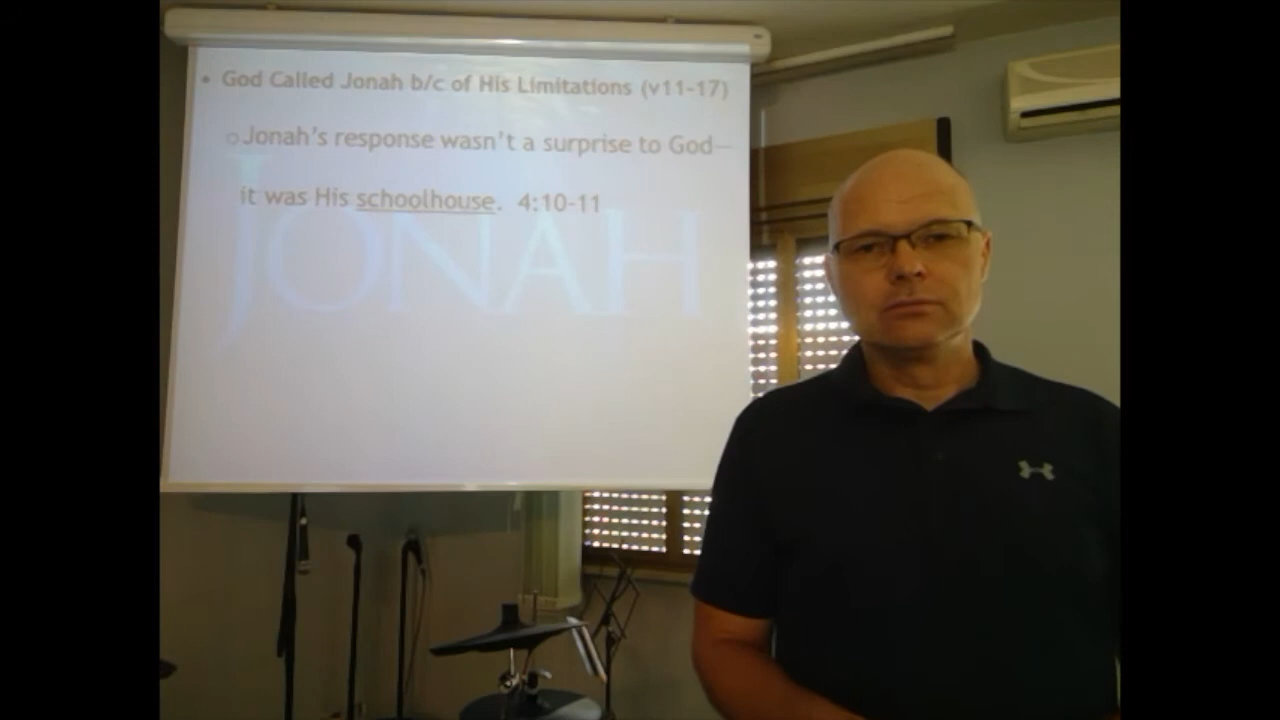 • God Called Jonah b/c of His Limitations (v11-17)
o Jonah's response wasn't a surprise to God—
it was His schoolhouse. 4:10-11
JONAH